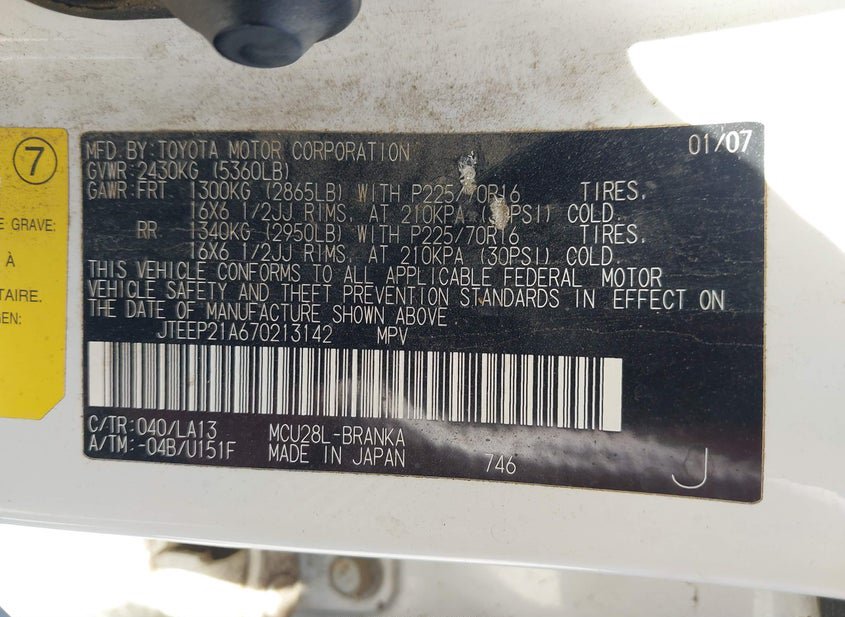 7
E GRAVE:
À
TAIRE.
GEN:
MFD BY:TOYOTA MOTOR CORPORATION 01/07
GVWR:2430KG (5360LB)
GAWR:FRT 1300KG (2865LB) WITH P225/70R16 TIRES.
16X6 1/2JJ RIMS. AT 210KPA (30PSI) COLD.
RR 1340KG (2950LB) WITH P225/70R16 TIRES.
16X6 1/2JJ RIMS. AT 210KPA (30PSI) COLD.
THIS VEHICLE CONFORMS TO ALL APPLICABLE FEDERAL MOTOR
VEHICLE SAFETY AND THEFT PREVENTION STANDARDS IN EFFECT ON
THE DATE OF MANUFACTURE SHOWN ABOVE
JTEEP21A670213142 MPV
C/TR:040/LA13 MCU28L-BRANKA
A/TM:-04B/U151F MADE IN JAPAN 746 J